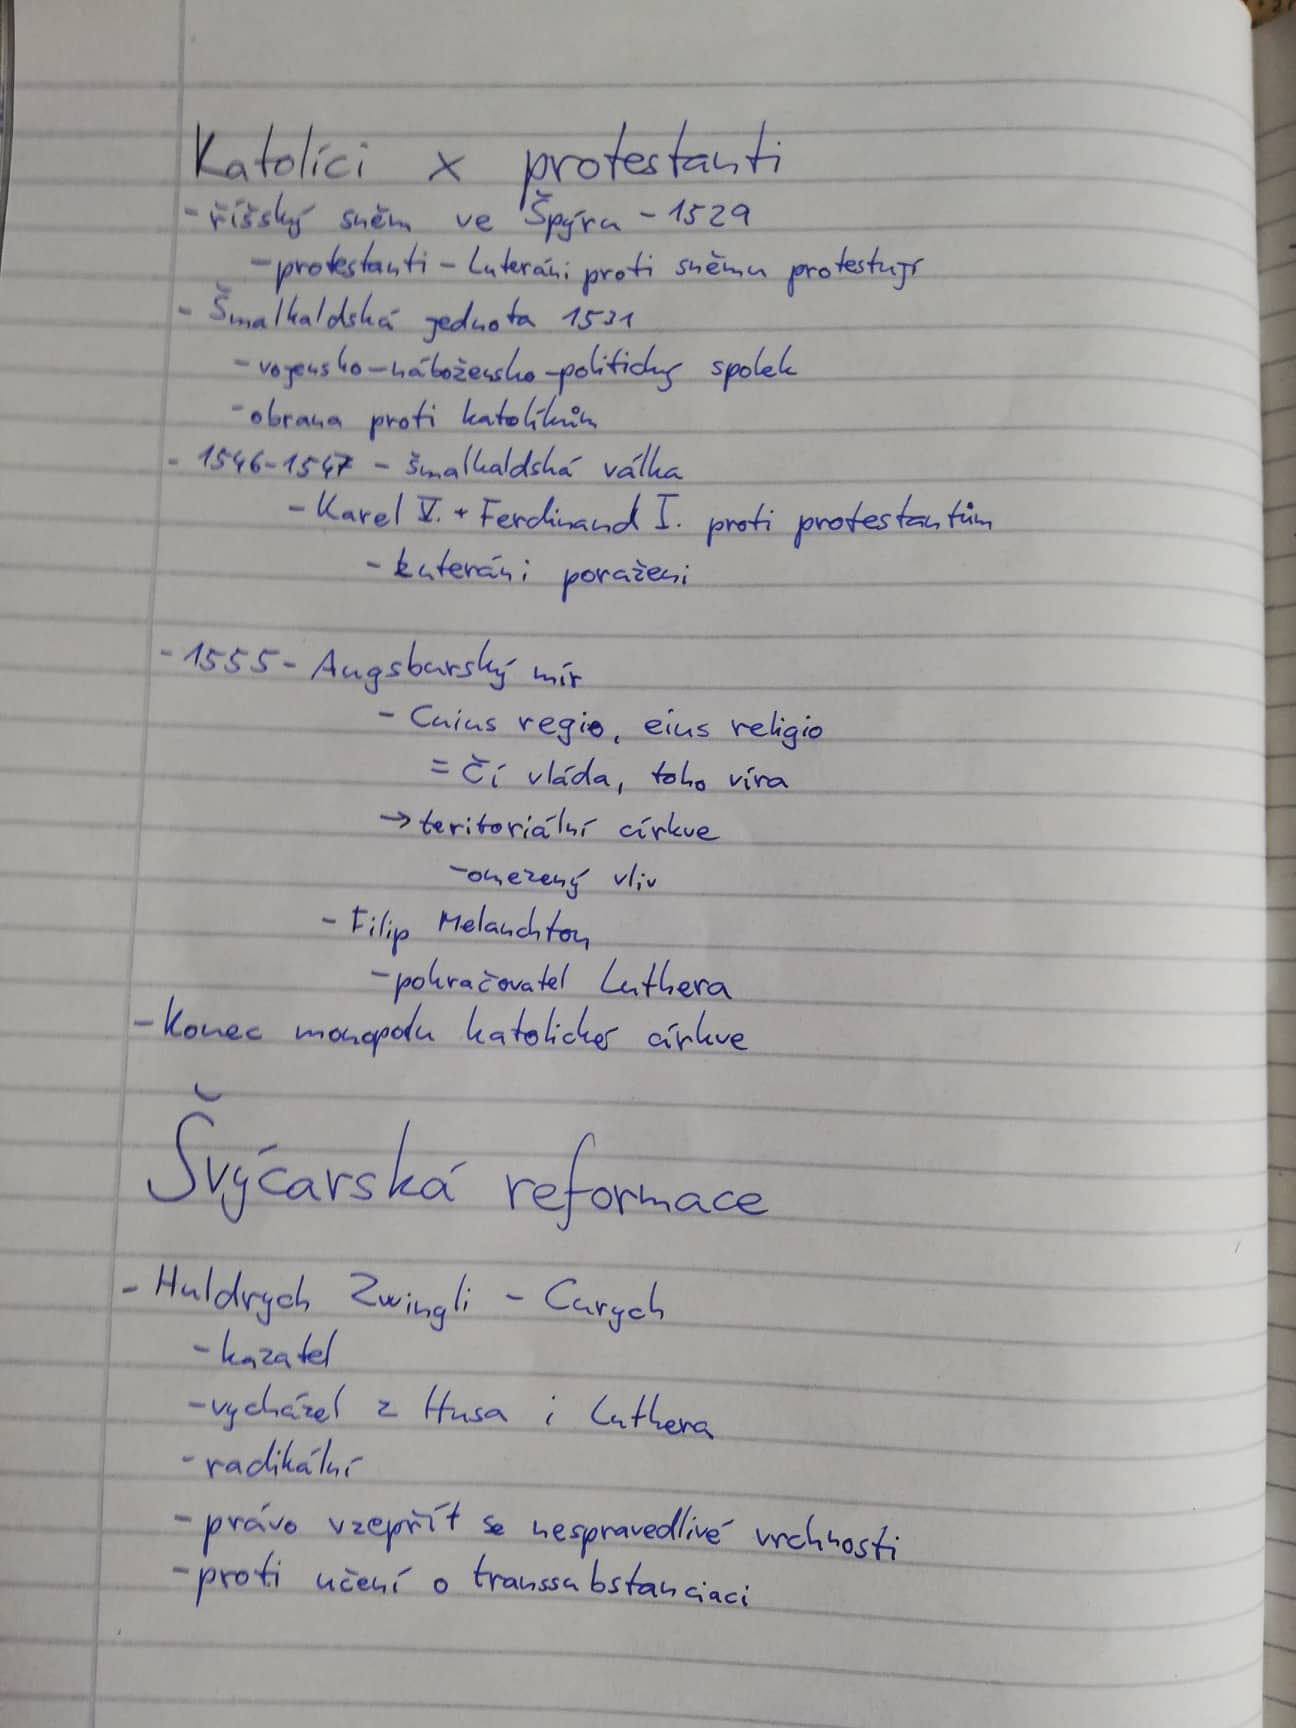 Katolíci x protestanti
- říšský sněm ve Špýru - 1529
- protestanti - Luteráni proti sněmu protestují
- Šmalkaldská jednota 1531
- vojensko-nábožensko-politický spolek
- obrana proti katolíkům
- 1546-1547 - šmalkaldská válka
- Karel V. + Ferdinand I. proti protestantům
- Luteráni poraženi
- 1555 - Augsburský mír
- Cuius regio, eius religio
= Čí vláda, toho víra
→ teritoriální církve
- omezený vliv
- Filip Melanchton
- pokračovatel Luthera
- Konec monopolu katolické církve
Švýcarská reformace
- Huldrych Zwingli - Curych
- kazatel
- vycházel z Husa i Luthera
- radikální
- právo vzepřít se nespravedlivé vrchnosti
- proti učení o transsubstanciaci